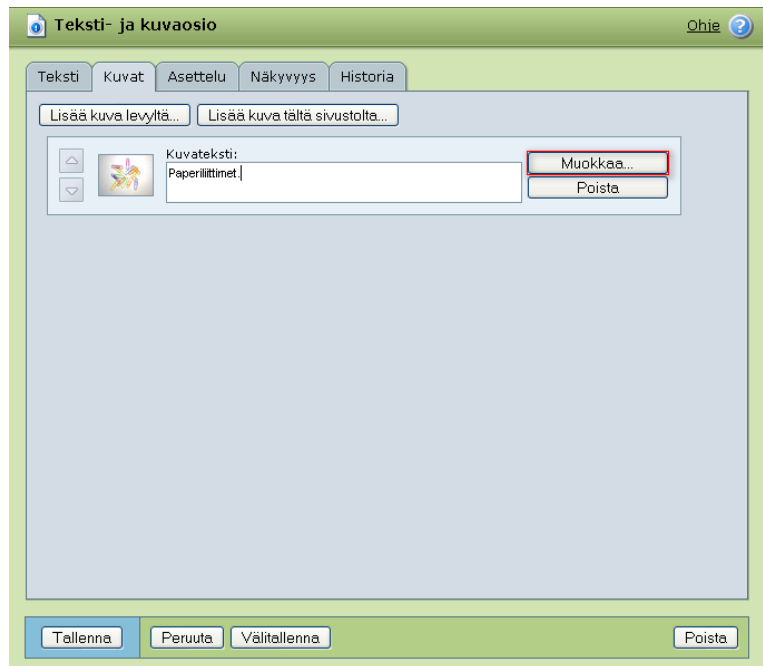 Teksti- ja kuvaosio
Ohje
Teksti Kuvat Asettelu Näkyvyys Historia
Lisää kuva levyltä... Lisää kuva tältä sivustolta...
Kuvateksti:
Paperiliittimet.
Muokkaa...
Poista
Tallenna Peruuta Välitallenna Poista